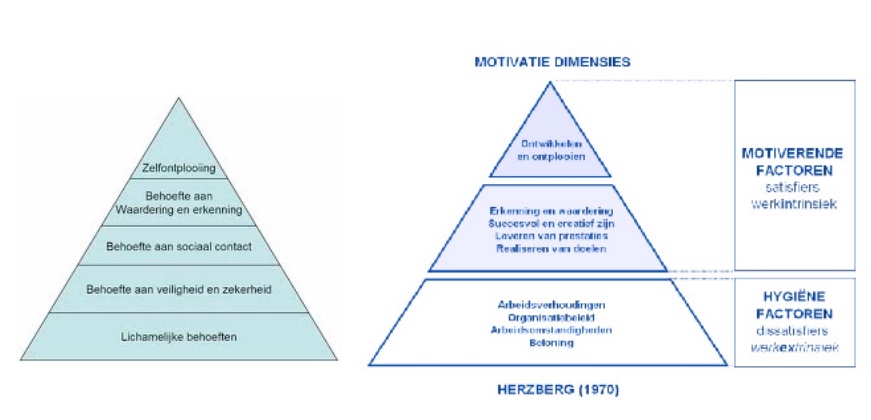 Zelfontplooiing
Behoefte aan
Waardering en erkenning
Behoefte aan sociaal contact
Behoefte aan veiligheid en zekerheid
Lichamelijke behoeften
MOTIVATIE DIMENSIES
Ontwikkelen
en ontplooien
Erkenning en waardering
Succesvol en creatief zijn
Leveren van prestaties
Realiseren van doelen
Arbeidsverhoudingen
Organisatiebeleid
Arbeidsomstandigheden
Beloning
MOTIVERENDE
FACTOREN
satisfiers
werkintrinsiek
HYGIËNE
FACTOREN
dissatisfiers
werkextrinsiek
HERZBERG (1970)